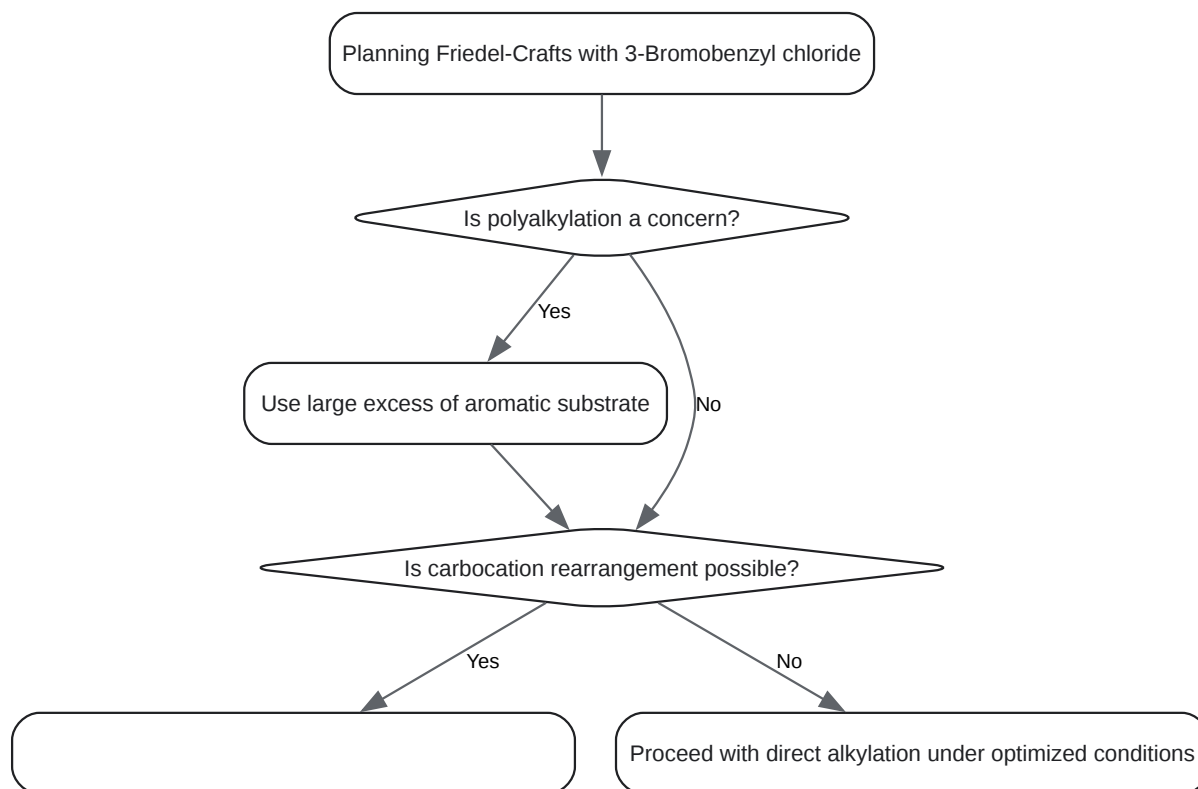 Planning Friedel-Crafts with 3-Bromobenzyl chloride
Is polyalkylation a concern?
Yes
Use large excess of aromatic substrate
No
Is carbocation rearrangement possible?
Yes
No
Proceed with direct alkylation under optimized conditions